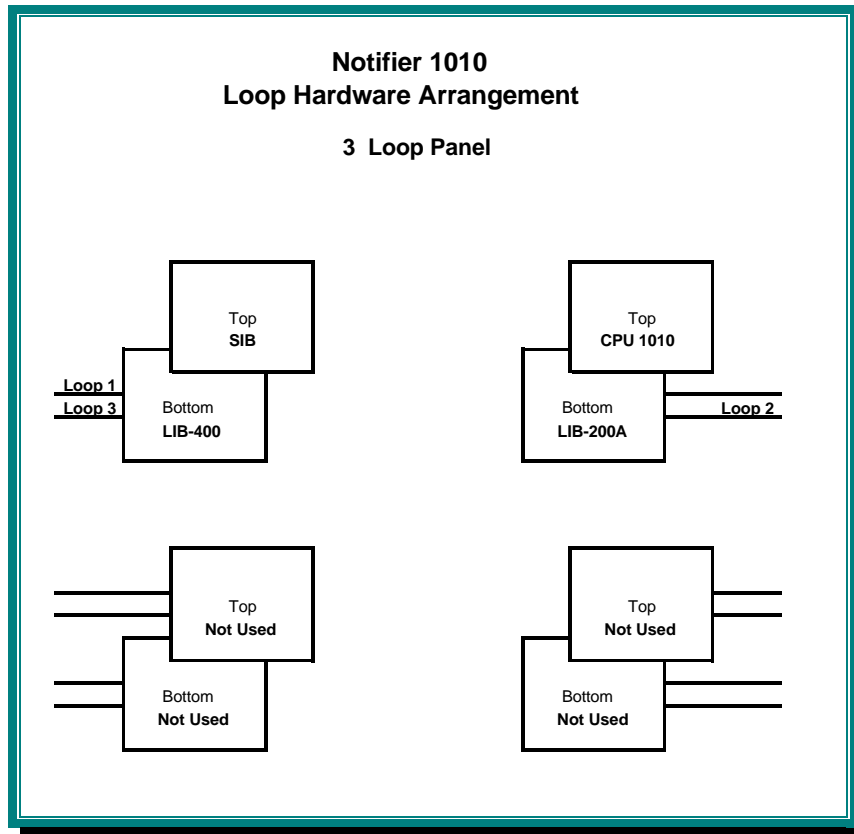 Notifier 1010
Loop Hardware Arrangement
3 Loop Panel
Top
SIB
Top
CPU 1010
Loop 1
Loop 3
Bottom
LIB-400
Bottom
LIB-200A
Loop 2
Top
Not Used
Top
Not Used
Bottom
Not Used
Bottom
Not Used